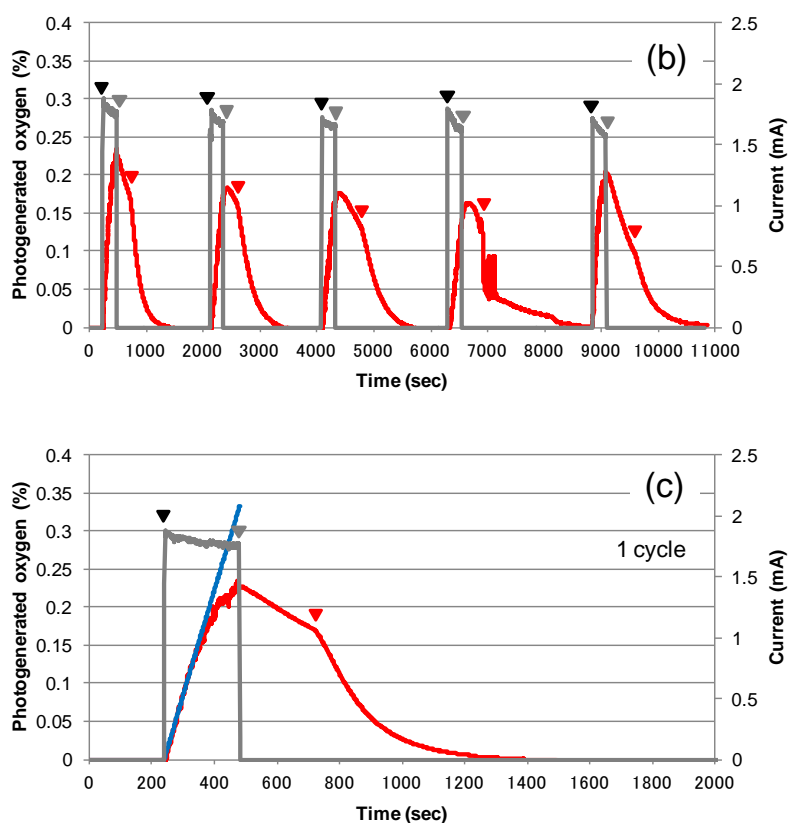 (b)
Photogenerated oxygen (%)
0.4
0.35
0.3
0.25
0.2
0.15
0.1
0.05
0
2.5
2
1.5
1
0.5
0
Current (mA)
0 1000 2000 3000 4000 5000 6000 7000 8000 9000 10000 11000
Time (sec)
(c)
1 cycle
Photogenerated oxygen (%)
0.4
0.35
0.3
0.25
0.2
0.15
0.1
0.05
0
2.5
2
1.5
1
0.5
0
Current (mA)
0 200 400 600 800 1000 1200 1400 1600 1800 2000
Time (sec)